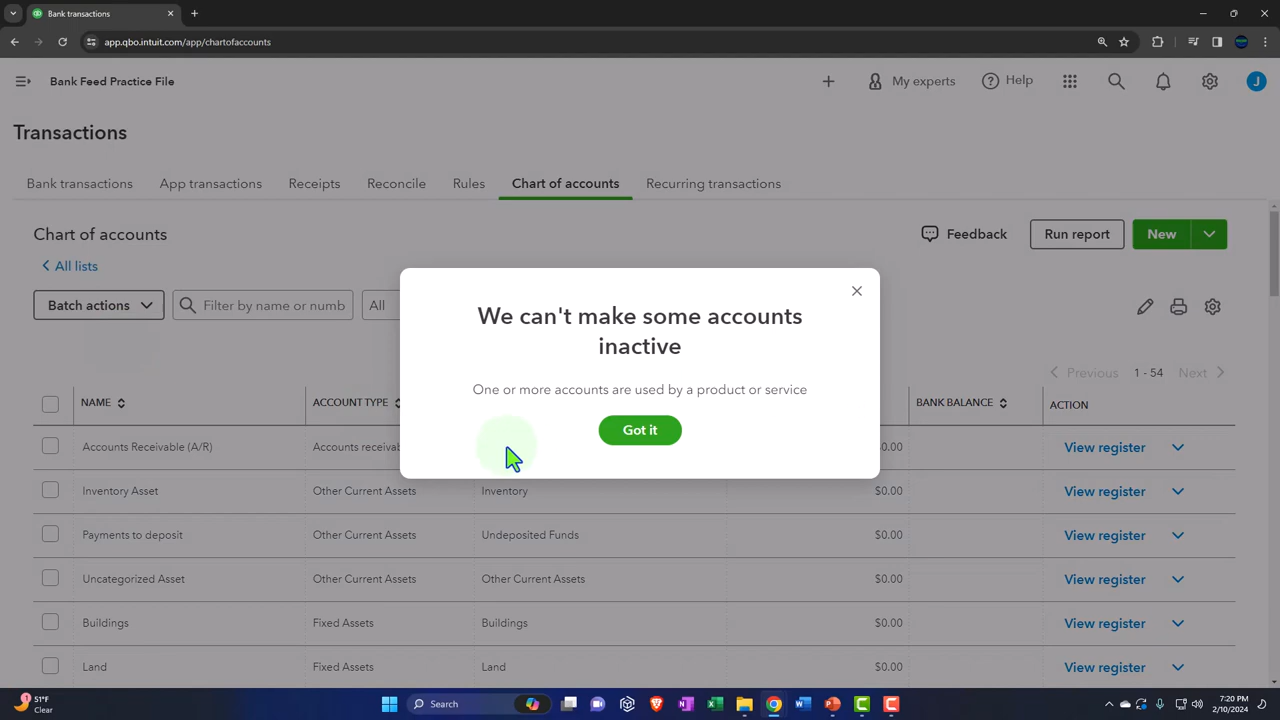 Bank transactions
app.qbo.intuit.com/app/chartofaccounts
Bank Feed Practice File
My experts
Help
J
Transactions
Bank transactions
App transactions
Receipts
Reconcile
Rules
Chart of accounts
Recurring transactions
Chart of accounts
Feedback
Run report
New
All lists
Batch actions
Filter by name or numb
All
We can't make some accounts
inactive
One or more accounts are used by a product or service
Got it
Previous
1 - 54
Next
NAME
ACCOUNT TYPE
BANK BALANCE
ACTION
Accounts Receivable (A/R)
Accounts receivab
$0.00
View register
Inventory Asset
Other Current Assets
Inventory
$0.00
View register
Payments to deposit
Other Current Assets
Undeposited Funds
$0.00
View register
Uncategorized Asset
Other Current Assets
Other Current Assets
$0.00
View register
Buildings
Fixed Assets
Buildings
$0.00
View register
Land
Fixed Assets
Land
$0.00
View register
51°F
Clear
Search
7:20 PM
2/10/2024